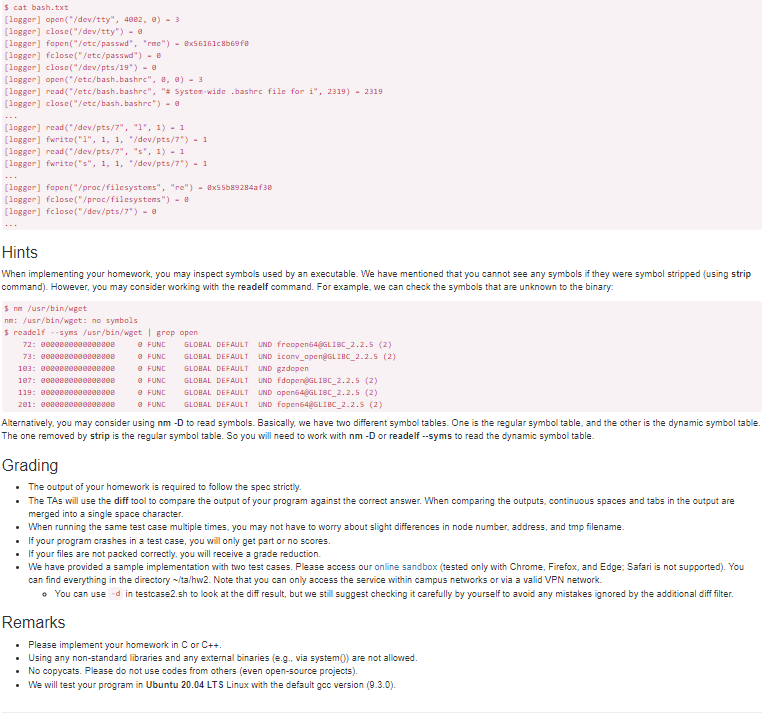 $ cat bash.txt
[logger] open("/dev/tty", 4002, 0) = 3
[logger] close("/dev/tty") = 0
[logger] fopen("/etc/passwd", "rme") = 0x56161c8b69f0
[logger] fclose("/etc/passwd") = 0
[logger] close("/dev/pts/19") = 0
[logger] open("/etc/bash.bashrc", 0, 0) = 3
[logger] read("/etc/bash.bashrc", "# System-wide .bashrc file for i", 2319) = 2319
[logger] close("/etc/bash.bashrc") = 0
...
[logger] read("/dev/pts/7", "l", 1) = 1
[logger] fwrite("l", 1, 1, "/dev/pts/7") = 1
[logger] read("/dev/pts/7", "s", 1) = 1
[logger] fwrite("s", 1, 1, "/dev/pts/7") = 1
...
[logger] fopen("/proc/filesystems", "re") = 0x55b89284af30
[logger] fclose("/proc/filesystems") = 0
[logger] fclose("/dev/pts/7") = 0
...
Hints
When implementing your homework, you may inspect symbols used by an executable. We have mentioned that you cannot see any symbols if they were symbol stripped (using strip
command). However, you may consider working with the readelf command. For example, we can check the symbols that are unknown to the binary:
$ nm /usr/bin/wget
nm: /usr/bin/wget: no symbols
$ readelf --syms /usr/bin/wget | grep open
72: 0000000000000000 0 FUNC GLOBAL DEFAULT UND freopen64@GLIBC_2.2.5 (2)
73: 0000000000000000 0 FUNC GLOBAL DEFAULT UND iconv_open@GLIBC_2.2.5 (2)
103: 0000000000000000 0 FUNC GLOBAL DEFAULT UND gzdopen
107: 0000000000000000 0 FUNC GLOBAL DEFAULT UND fdopen@GLIBC_2.2.5 (2)
119: 0000000000000000 0 FUNC GLOBAL DEFAULT UND open64@GLIBC_2.2.5 (2)
201: 0000000000000000 0 FUNC GLOBAL DEFAULT UND fopen64@GLIBC_2.2.5 (2)
Alternatively, you may consider using nm -D to read symbols. Basically, we have two different symbol tables. One is the regular symbol table, and the other is the dynamic symbol table.
The one removed by strip is the regular symbol table. So you will need to work with nm -D or readelf --syms to read the dynamic symbol table.
Grading
• The output of your homework is required to follow the spec strictly.
• The TAs will use the diff tool to compare the output of your program against the correct answer. When comparing the outputs, continuous spaces and tabs in the output are
merged into a single space character.
• When running the same test case multiple times, you may not have to worry about slight differences in node number, address, and tmp filename.
• If your program crashes in a test case, you will only get part or no scores.
• If your files are not packed correctly, you will receive a grade reduction.
• We have provided a sample implementation with two test cases. Please access our online sandbox (tested only with Chrome, Firefox, and Edge; Safari is not supported). You
can find everything in the directory ~/ta/hw2. Note that you can only access the service within campus networks or via a valid VPN network.
◦ You can use -d in testcase2.sh to look at the diff result, but we still suggest checking it carefully by yourself to avoid any mistakes ignored by the additional diff filter.
Remarks
• Please implement your homework in C or C++.
• Using any non-standard libraries and any external binaries (e.g., via system()) are not allowed.
• No copycats. Please do not use codes from others (even open-source projects).
• We will test your program in Ubuntu 20.04 LTS Linux with the default gcc version (9.3.0).